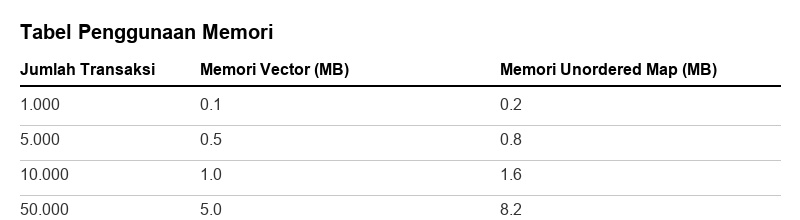 Tabel Penggunaan Memori
Jumlah Transaksi Memori Vector (MB) Memori Unordered Map (MB)
1.000 0.1 0.2
5.000 0.5 0.8
10.000 1.0 1.6
50.000 5.0 8.2